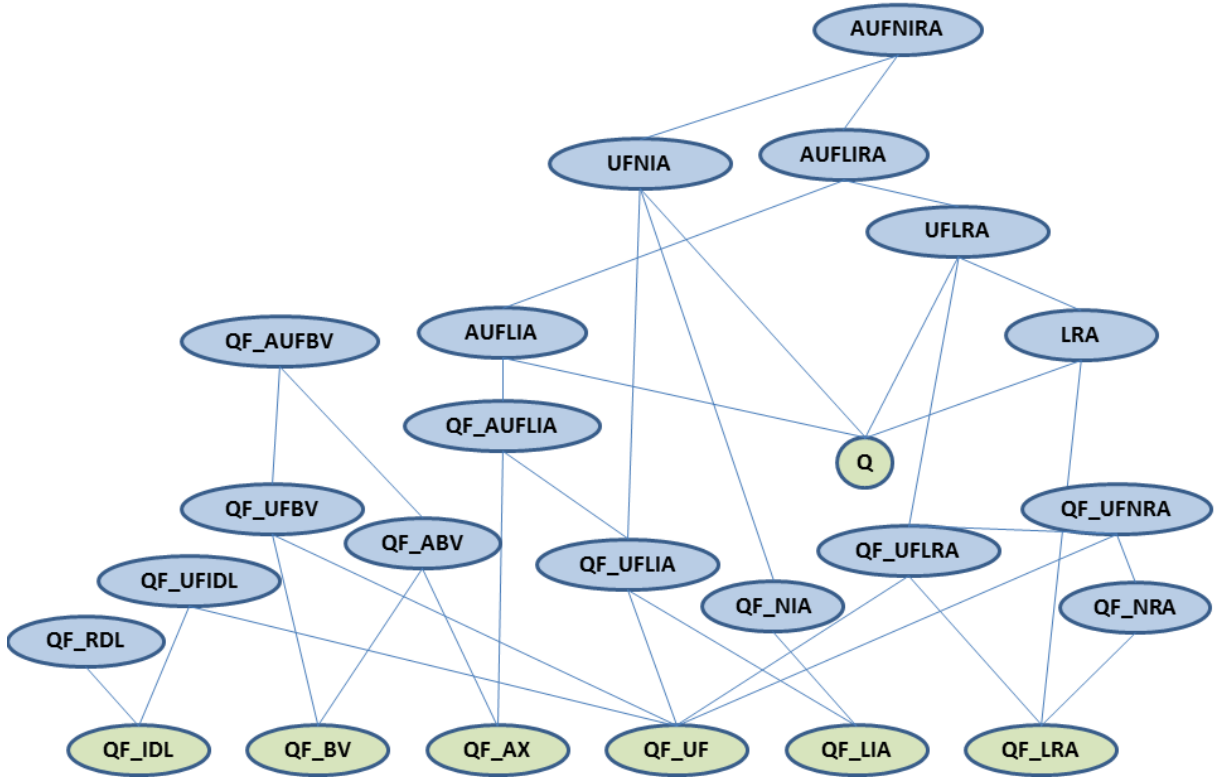 AUFNIRA
UFNIA
AUFLIRA
UFLRA
QF_AUFBV
AUFLIA
LRA
QF_AUFLIA
Q
QF_UFBV
QF_UFNRA
QF_ABV
QF_UFLRA
QF_UFIDL
QF_UFLIA
QF_NIA
QF_NRA
QF_RDL
QF_IDL
QF_BV
QF_AX
QF_UF
QF_LIA
QF_LRA